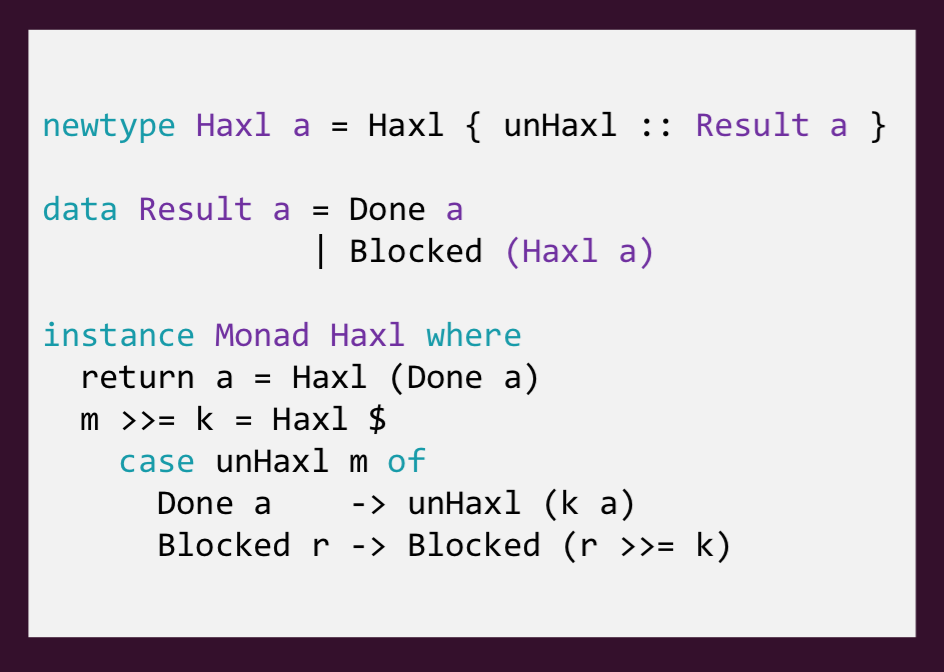 newtype Haxl a = Haxl { unHaxl :: Result a }
data Result a = Done a
              | Blocked (Haxl a)
instance Monad Haxl where
  return a = Haxl (Done a)
  m >>= k = Haxl $
    case unHaxl m of
      Done a    -> unHaxl (k a)
      Blocked r -> Blocked (r >>= k)